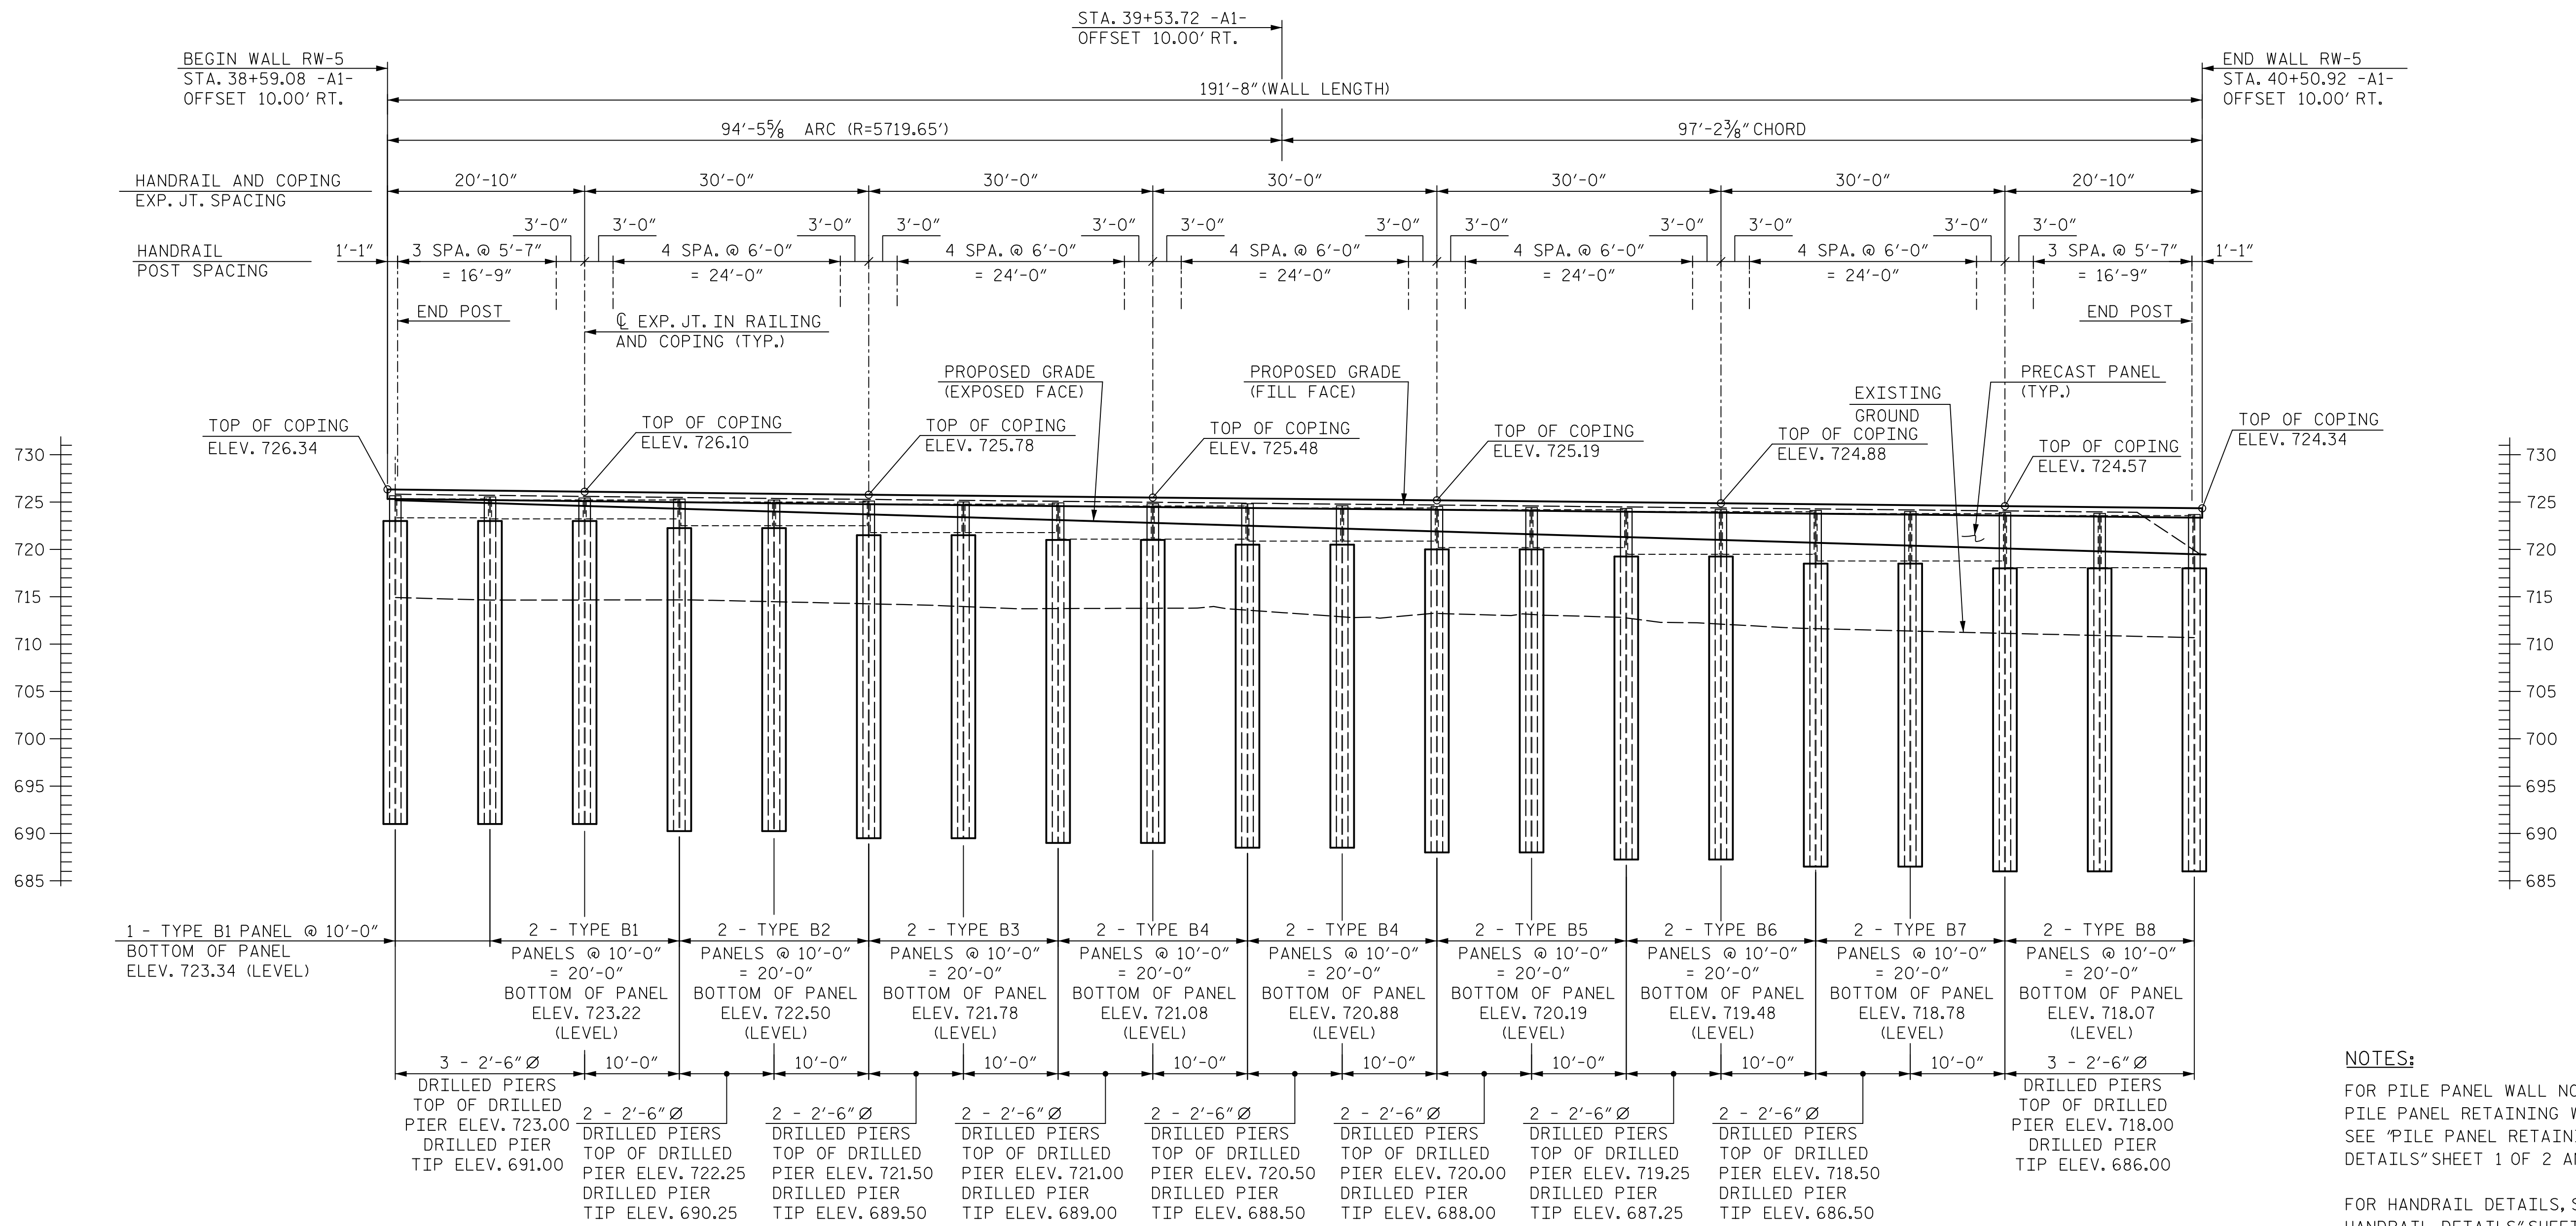 STA. 39+53.72 -A1-
OFFSET 10.00' RT.
BEGIN WALL RW-5
STA. 38+59.08 -A1-
OFFSET 10.00' RT.
END WALL RW-5
STA. 40+50.92 -A1-
OFFSET 10.00' RT.
191'-8" (WALL LENGTH)
94'-5⅝ ARC (R=5719.65')
97'-2⅜" CHORD
HANDRAIL AND COPING
EXP. JT. SPACING
20'-10"
30'-0"
30'-0"
30'-0"
30'-0"
30'-0"
20'-10"
3'-0"
3'-0"
3'-0"
3'-0"
3'-0"
3'-0"
3'-0"
3'-0"
3'-0"
3'-0"
3'-0"
3'-0"
HANDRAIL
POST SPACING
1'-1"
3 SPA. @ 5'-7"
= 16'-9"
4 SPA. @ 6'-0"
= 24'-0"
4 SPA. @ 6'-0"
= 24'-0"
4 SPA. @ 6'-0"
= 24'-0"
4 SPA. @ 6'-0"
= 24'-0"
4 SPA. @ 6'-0"
= 24'-0"
3 SPA. @ 5'-7"
= 16'-9"
1'-1"
END POST
℄ EXP. JT. IN RAILING
AND COPING (TYP.)
END POST
PROPOSED GRADE
(EXPOSED FACE)
PROPOSED GRADE
(FILL FACE)
EXISTING
GROUND
PRECAST PANEL
(TYP.)
TOP OF COPING
ELEV. 726.34
TOP OF COPING
ELEV. 726.10
TOP OF COPING
ELEV. 725.78
TOP OF COPING
ELEV. 725.48
TOP OF COPING
ELEV. 725.19
TOP OF COPING
ELEV. 724.88
TOP OF COPING
ELEV. 724.57
TOP OF COPING
ELEV. 724.34
730
725
720
715
710
705
700
695
690
685
730
725
720
715
710
705
700
695
690
685
1 - TYPE B1 PANEL @ 10'-0"
BOTTOM OF PANEL
ELEV. 723.34 (LEVEL)
2 - TYPE B1
PANELS @ 10'-0"
= 20'-0"
BOTTOM OF PANEL
ELEV. 723.22
(LEVEL)
2 - TYPE B2
PANELS @ 10'-0"
= 20'-0"
BOTTOM OF PANEL
ELEV. 722.50
(LEVEL)
2 - TYPE B3
PANELS @ 10'-0"
= 20'-0"
BOTTOM OF PANEL
ELEV. 721.78
(LEVEL)
2 - TYPE B4
PANELS @ 10'-0"
= 20'-0"
BOTTOM OF PANEL
ELEV. 721.08
(LEVEL)
2 - TYPE B4
PANELS @ 10'-0"
= 20'-0"
BOTTOM OF PANEL
ELEV. 720.88
(LEVEL)
2 - TYPE B5
PANELS @ 10'-0"
= 20'-0"
BOTTOM OF PANEL
ELEV. 720.19
(LEVEL)
2 - TYPE B6
PANELS @ 10'-0"
= 20'-0"
BOTTOM OF PANEL
ELEV. 719.48
(LEVEL)
2 - TYPE B7
PANELS @ 10'-0"
= 20'-0"
BOTTOM OF PANEL
ELEV. 718.78
(LEVEL)
2 - TYPE B8
PANELS @ 10'-0"
= 20'-0"
BOTTOM OF PANEL
ELEV. 718.07
(LEVEL)
3 - 2'-6" Ø
DRILLED PIERS
TOP OF DRILLED
PIER ELEV. 723.00
DRILLED PIER
TIP ELEV. 691.00
10'-0"
10'-0"
10'-0"
10'-0"
10'-0"
10'-0"
10'-0"
10'-0"
2 - 2'-6" Ø
DRILLED PIERS
TOP OF DRILLED
PIER ELEV. 722.25
DRILLED PIER
TIP ELEV. 690.25
2 - 2'-6" Ø
DRILLED PIERS
TOP OF DRILLED
PIER ELEV. 721.50
DRILLED PIER
TIP ELEV. 689.50
2 - 2'-6" Ø
DRILLED PIERS
TOP OF DRILLED
PIER ELEV. 721.00
DRILLED PIER
TIP ELEV. 689.00
2 - 2'-6" Ø
DRILLED PIERS
TOP OF DRILLED
PIER ELEV. 720.50
DRILLED PIER
TIP ELEV. 688.50
2 - 2'-6" Ø
DRILLED PIERS
TOP OF DRILLED
PIER ELEV. 720.00
DRILLED PIER
TIP ELEV. 688.00
2 - 2'-6" Ø
DRILLED PIERS
TOP OF DRILLED
PIER ELEV. 719.25
DRILLED PIER
TIP ELEV. 687.25
2 - 2'-6" Ø
DRILLED PIERS
TOP OF DRILLED
PIER ELEV. 718.50
DRILLED PIER
TIP ELEV. 686.50
3 - 2'-6" Ø
DRILLED PIERS
TOP OF DRILLED
PIER ELEV. 718.00
DRILLED PIER
TIP ELEV. 686.00
NOTES:
FOR PILE PANEL WALL
PILE PANEL RETAINING
SEE "PILE PANEL
DETAILS" SHEET 1 OF 2
FOR HANDRAIL DETAILS,
HANDRAIL DETAILS"